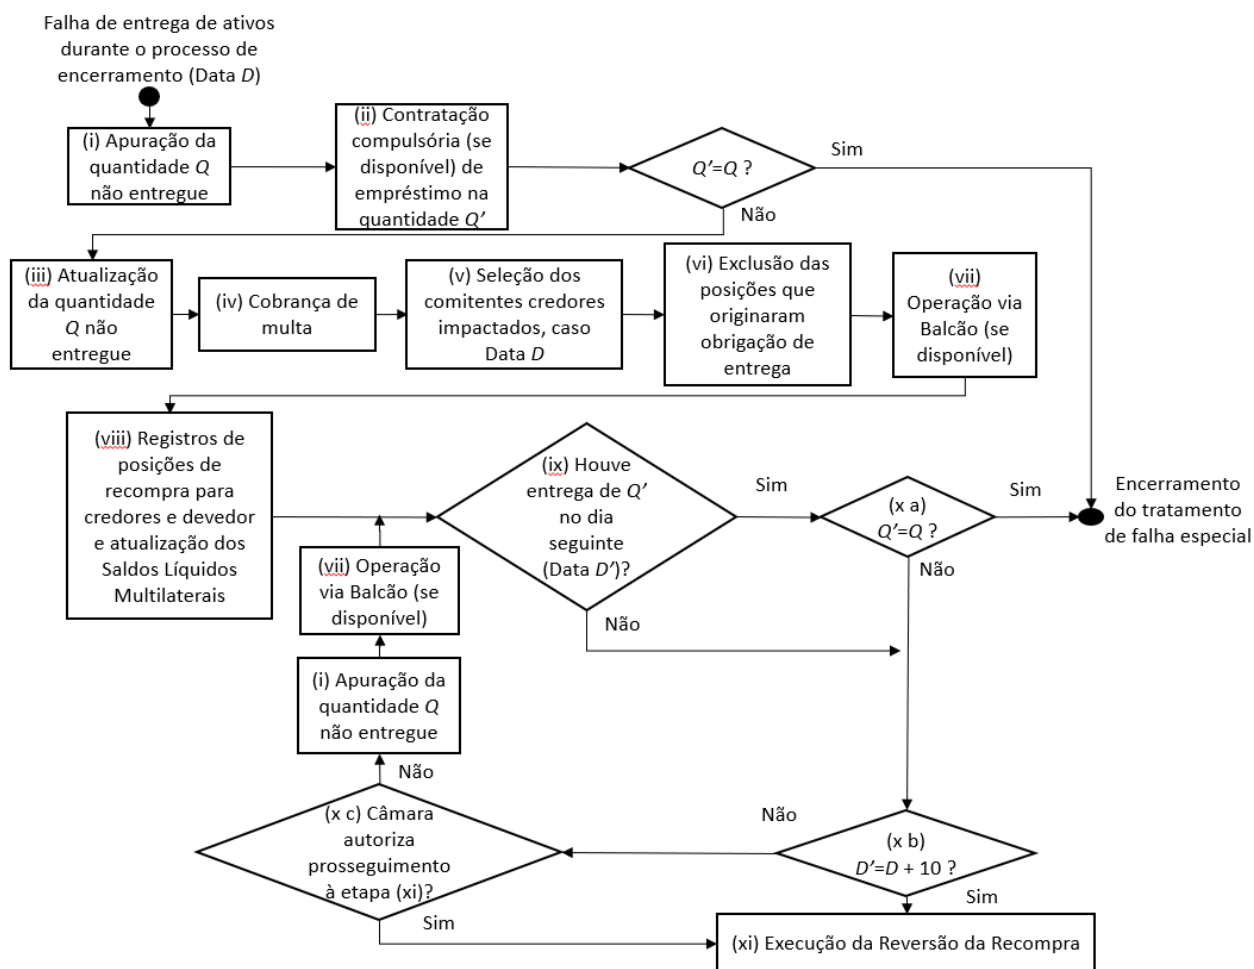 Falha de entrega de ativos
durante o processo de
encerramento (Data D)
(i) Apuração da
quantidade Q
não entregue
(ii) Contratação
compulsória (se
disponível) de
empréstimo na
quantidade Q’
Q’=Q ?
Sim
Não
(iii) Atualização
da quantidade
Q não
entregue
(iv) Cobrança de
multa
(v) Seleção dos
comitentes credores
impactados, caso
Data D
(vi) Exclusão das
posições que
originaram
obrigação de
entrega
(vii)
Operação via
Balcão (se
disponível)
(viii) Registros de
posições de
recompra para
credores e devedor
e atualização dos
Saldos Líquidos
Multilaterais
(ix) Houve
entrega de Q’
no dia
seguinte
(Data D’)?
Sim
Não
(x a)
Q’=Q ?
Sim
Não
Encerramento
do tratamento
de falha especial
(vii) Operação
via Balcão (se
disponível)
(i) Apuração da
quantidade Q
não entregue
Não
(x c) Câmara
autoriza
prosseguimento
à etapa (xi)?
Sim
Não
(x b)
D’=D + 10 ?
Sim
(xi) Execução da Reversão da Recompra